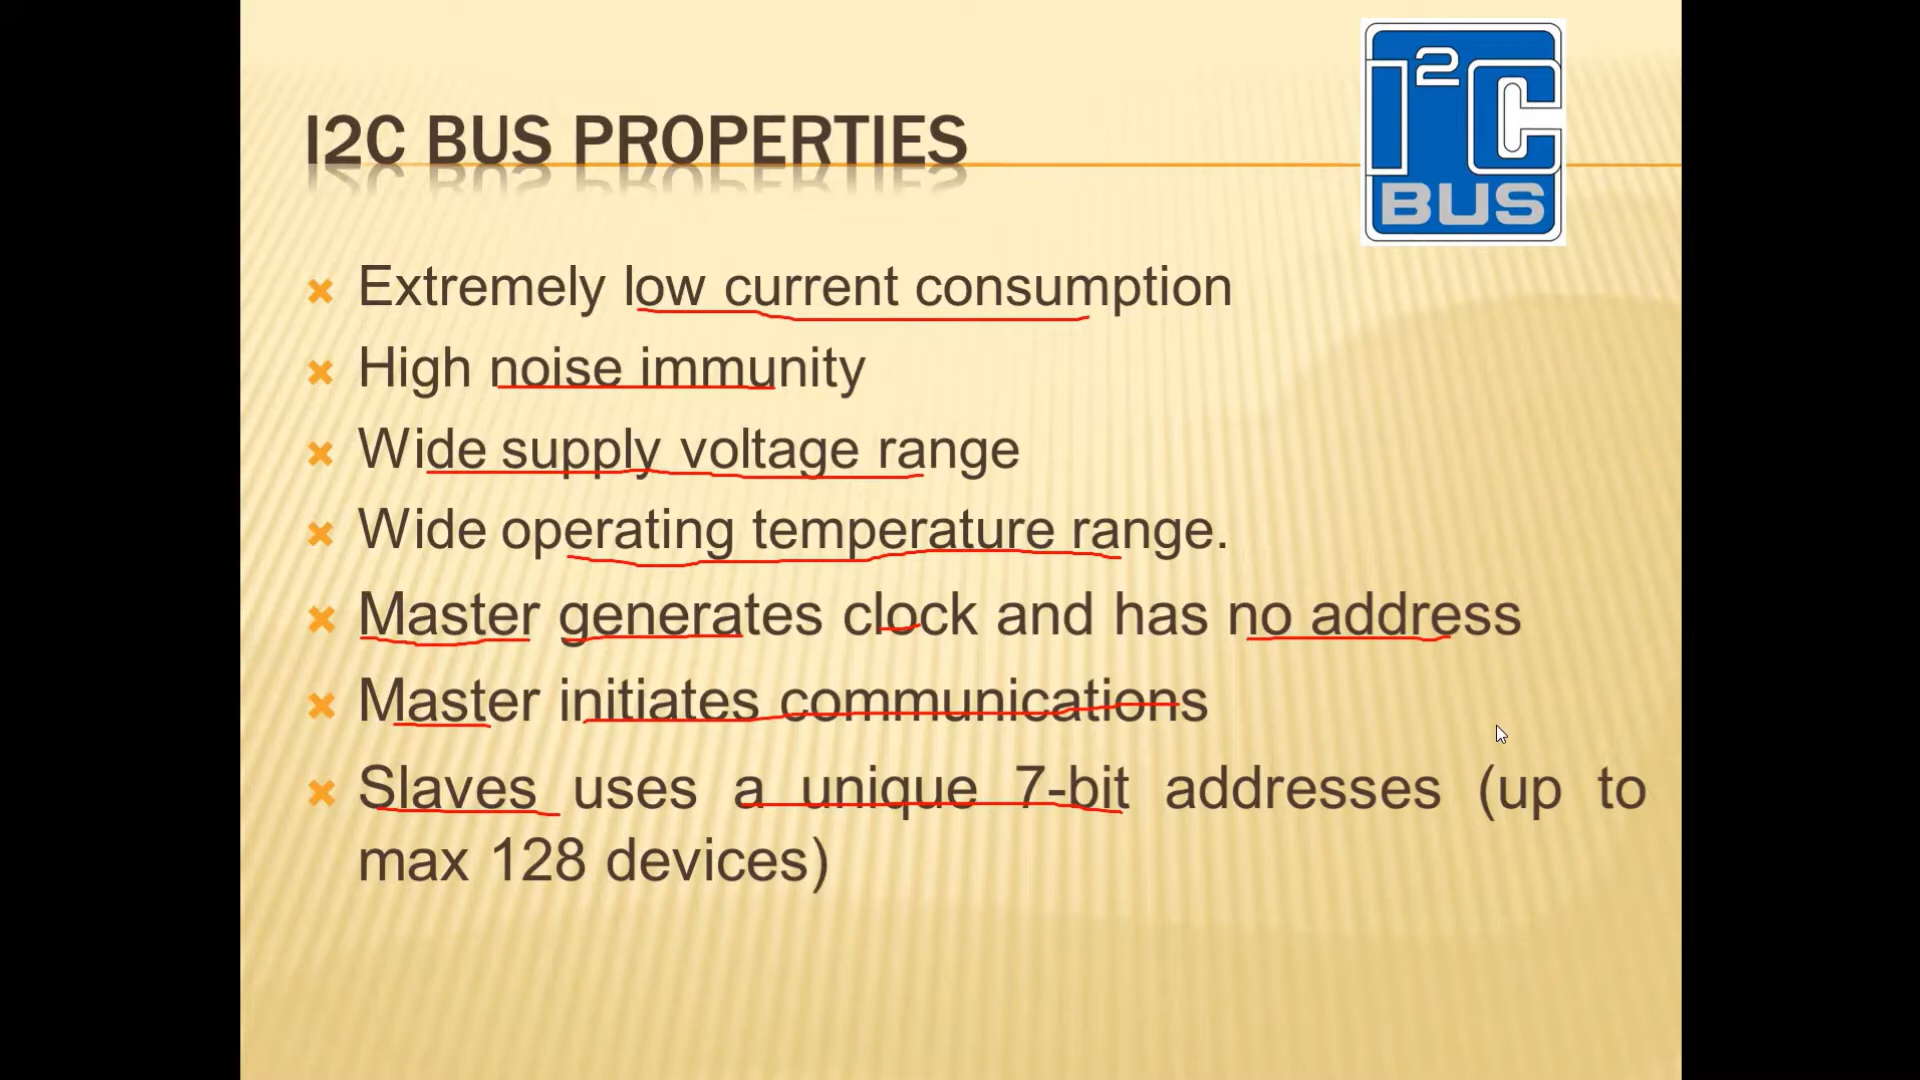 I2C BUS PROPERTIES
I²C
BUS
Extremely low current consumption
High noise immunity
Wide supply voltage range
Wide operating temperature range.
Master generates clock and has no address
Master initiates communications
Slaves uses a unique 7-bit addresses (up to
max 128 devices)